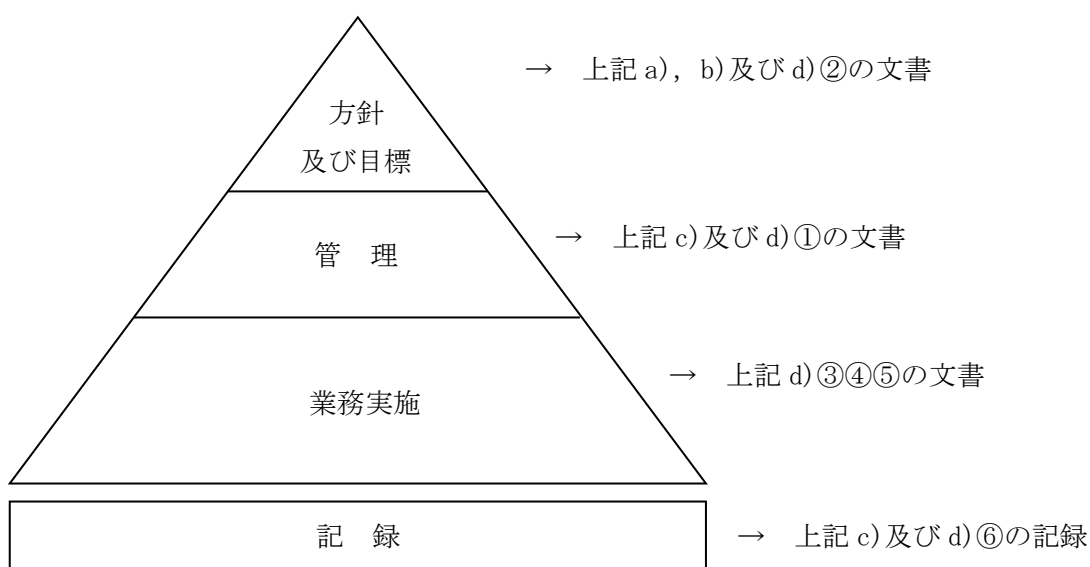 → 上記 a), b)及び d)②の文書
方針
及び目標
→ 上記 c)及び d)①の文書
管 理
→ 上記 d)③④⑤の文書
業務実施
記 録
→ 上記 c)及び d)⑥の記録